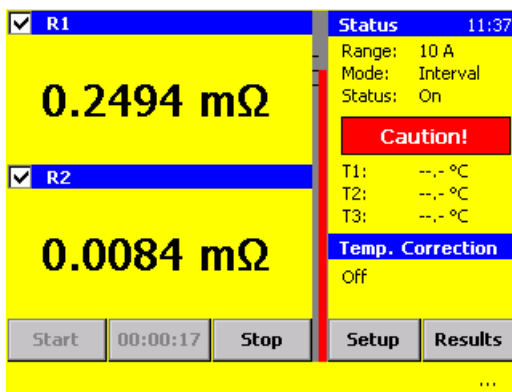 R1
0.2494 mΩ
R2
0.0084 mΩ
Start 00:00:17 Stop
Status 11:37
Range: 10 A
Mode: Interval
Status: On
Caution!
T1: --.- °C
T2: --.- °C
T3: --.- °C
Temp. Correction
Off
Setup Results
...